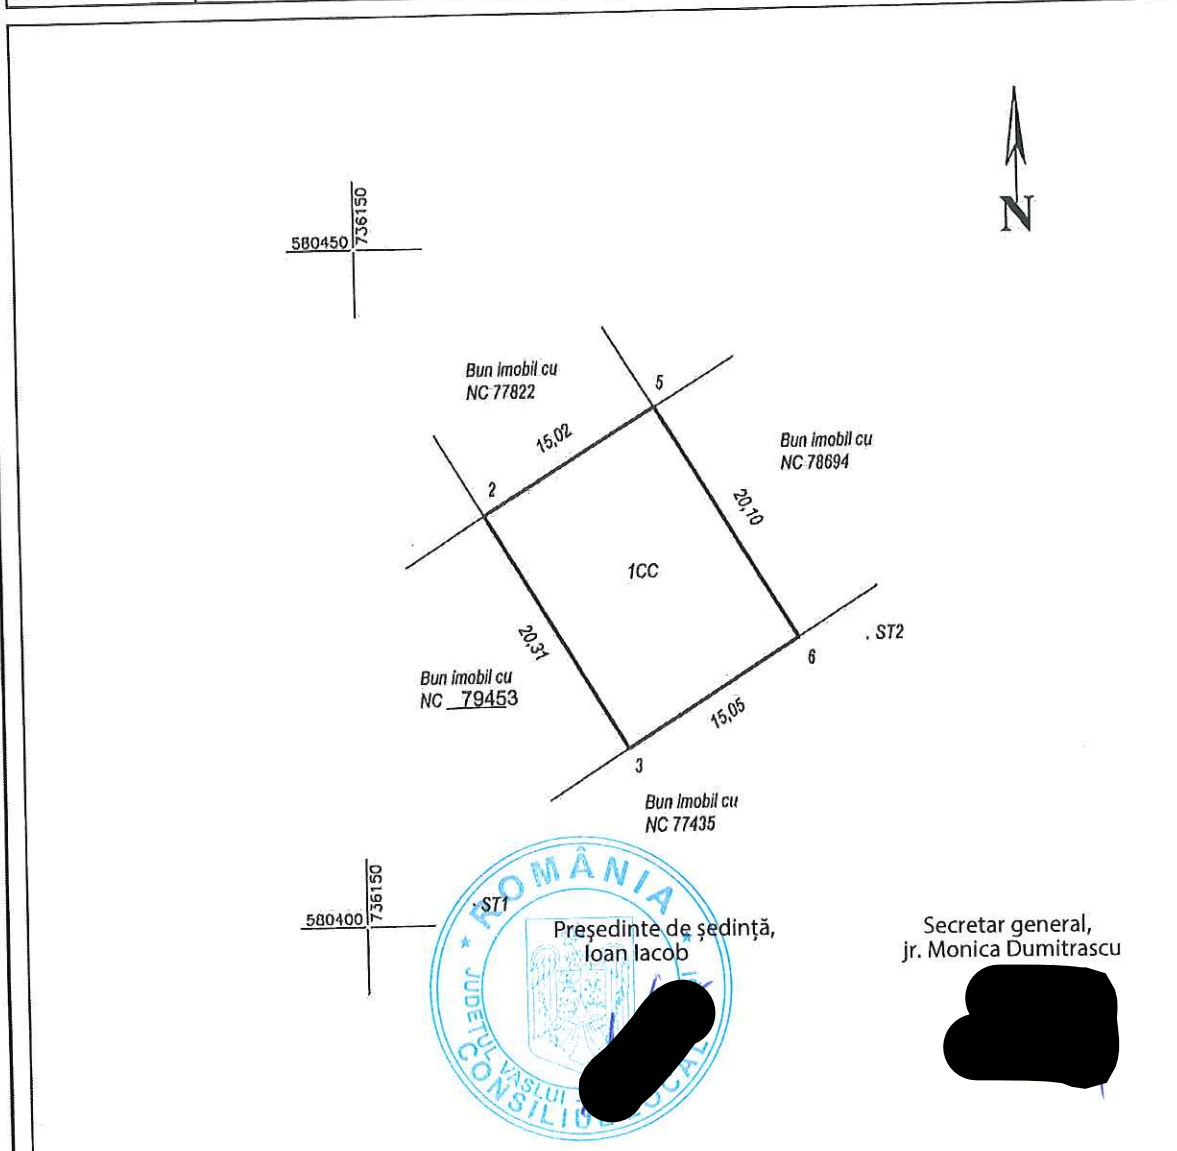 736150
580450
N
Bun imobil cu
NC 77822
5
15,02
Bun imobil cu
NC 78694
2
20,10
1CC
20,31
ST2
6
Bun imobil cu
NC 79453
15,05
3
Bun imobil cu
NC 77435
736150
580400
ST1
ROMÂNIA
Președinte de ședință,
Ioan Iacob
Secretar general,
jr. Monica Dumitrascu
JUDEȚUL VASLUI
CONSILIUL LOCAL